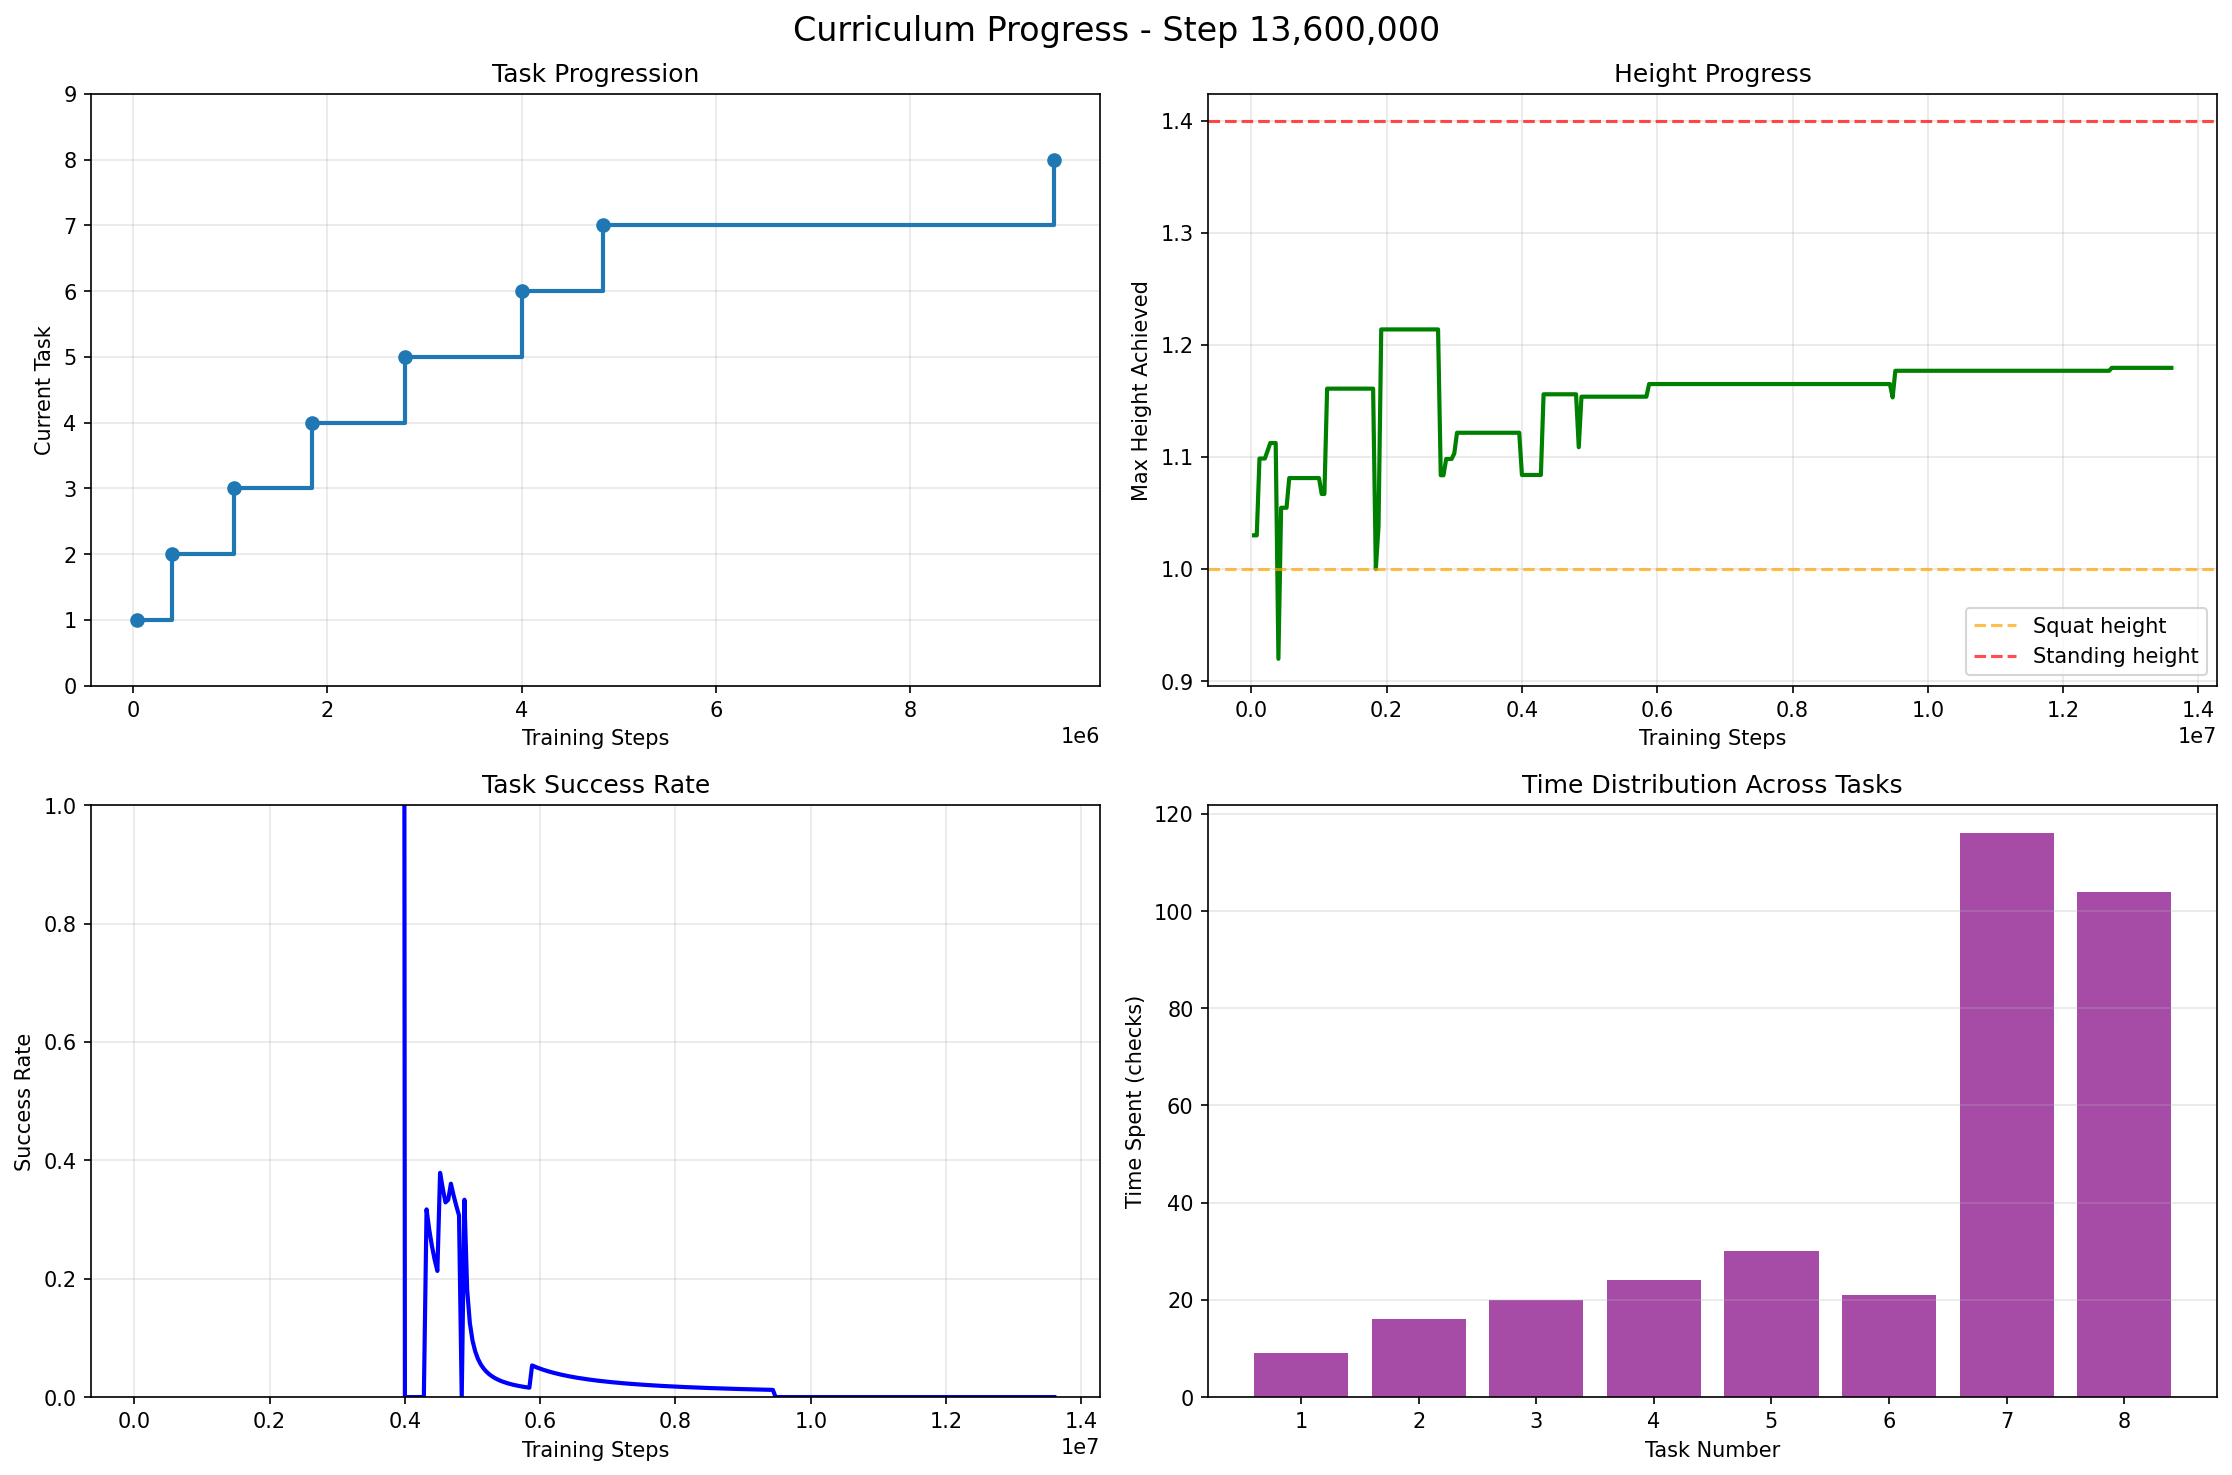 Curriculum Progress - Step 13,600,000
Task Progression
9
8
7
6
5
4
3
2
1
0
Current Task
0 2 4 6 8
1e6
Training Steps
Height Progress
1.4
1.3
1.2
1.1
1.0
0.9
Max Height Achieved
Squat height
Standing height
0.0 0.2 0.4 0.6 0.8 1.0 1.2 1.4
1e7
Training Steps
Task Success Rate
1.0
0.8
0.6
0.4
0.2
0.0
Success Rate
0.0 0.2 0.4 0.6 0.8 1.0 1.2 1.4
1e7
Training Steps
Time Distribution Across Tasks
120
100
80
60
40
20
0
Time Spent (checks)
1 2 3 4 5 6 7 8
Task Number